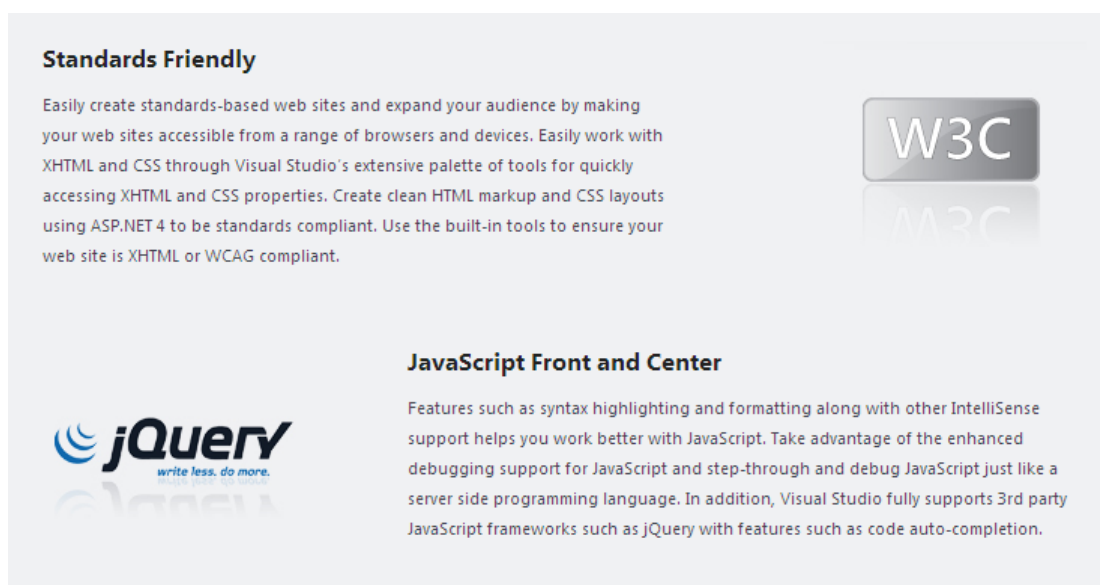 Standards Friendly
Easily create standards-based web sites and expand your audience by making
your web sites accessible from a range of browsers and devices. Easily work with
XHTML and CSS through Visual Studio's extensive palette of tools for quickly
accessing XHTML and CSS properties. Create clean HTML markup and CSS layouts
using ASP.NET 4 to be standards compliant. Use the built-in tools to ensure your
web site is XHTML or WCAG compliant.
W3C
JavaScript Front and Center
Features such as syntax highlighting and formatting along with other IntelliSense
support helps you work better with JavaScript. Take advantage of the enhanced
debugging support for JavaScript and step-through and debug JavaScript just like a
server side programming language. In addition, Visual Studio fully supports 3rd party
JavaScript frameworks such as jQuery with features such as code auto-completion.
jQuery
write less. do more.